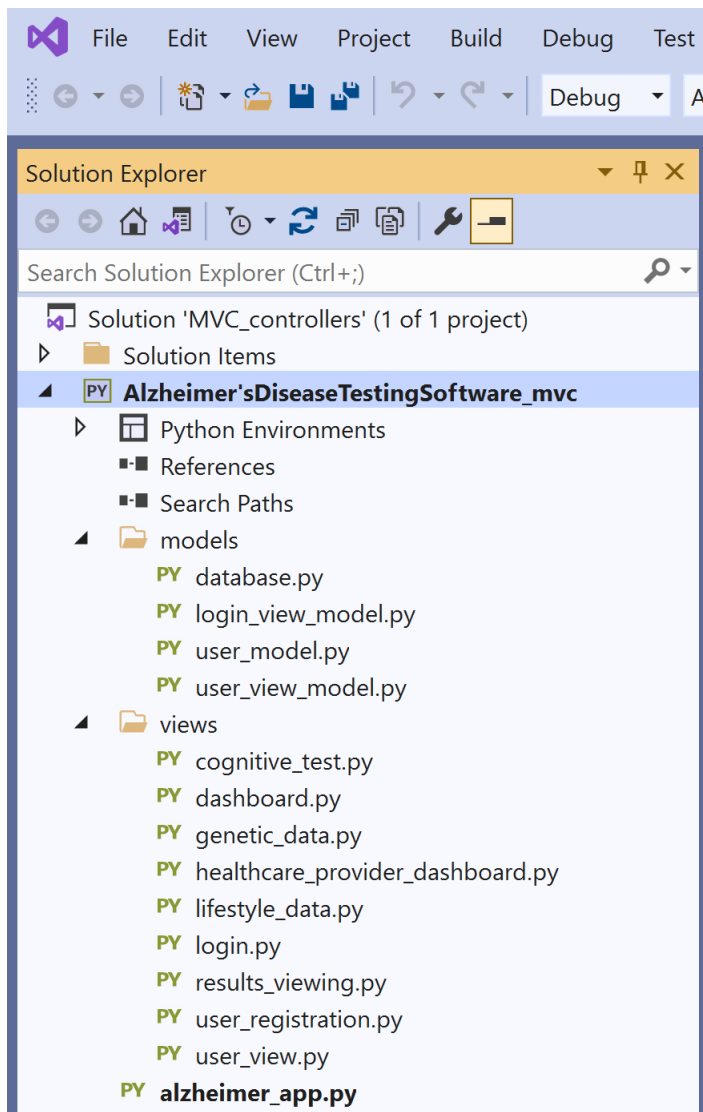 File Edit View Project Build Debug Test
Debug A
Solution Explorer
Search Solution Explorer (Ctrl+;)
Solution 'MVC_controllers' (1 of 1 project)
Solution Items
PY Alzheimer'sDiseaseTestingSoftware_mvc
Python Environments
References
Search Paths
models
PY database.py
PY login_view_model.py
PY user_model.py
PY user_view_model.py
views
PY cognitive_test.py
PY dashboard.py
PY genetic_data.py
PY healthcare_provider_dashboard.py
PY lifestyle_data.py
PY login.py
PY results_viewing.py
PY user_registration.py
PY user_view.py
PY alzheimer_app.py